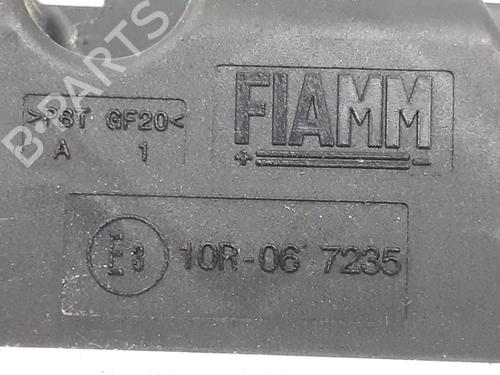 B-PARTS
>PBT GF20<
A 1
FIAMM
+ -
E3 10R-06 7235